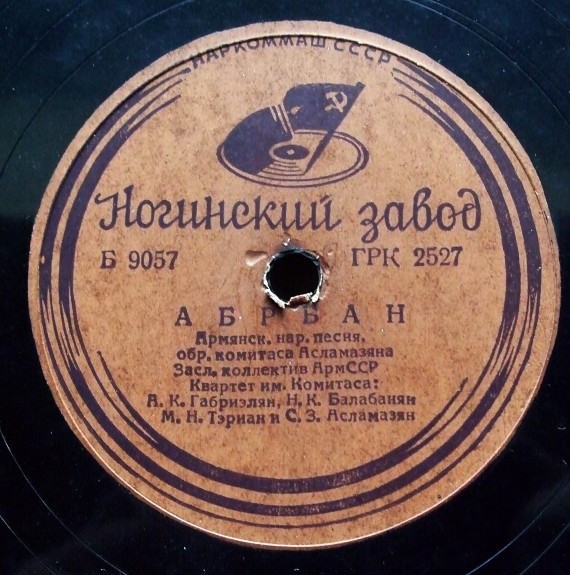 НАРКОММАШ СССР
Ногинский завод
Б 9057 ГРК 2527
АБРБАН
Армянск. нар. песня,
обр. комитаса Асламазяна
Засл. коллектив АрмССР
Квартет им. Комитаса:
А. К. Габриэлян, Н. К. Балабанян
М. Н. Тэриан и С. З. Асламазян